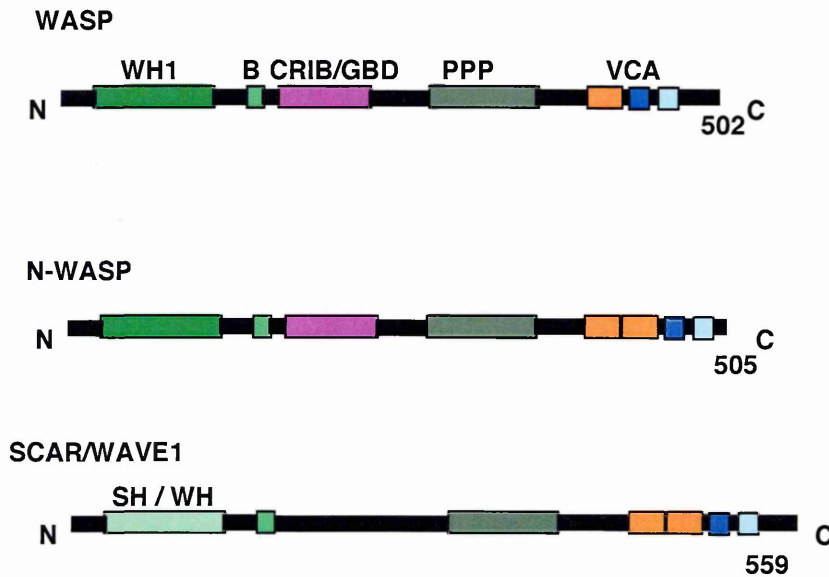 WASP
WH1 B CRIB/GBD PPP VCA
N C
502
N-WASP
N C
505
SCAR/WAVE1
SH / WH
N C
559